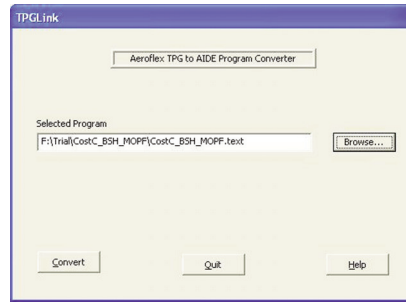 TPGLink
Aeroflex TPG to AIDE Program Converter
Selected Program
F:\Trial\CostC_BSH_MOPF\CostC_BSH_MOPF.text
Browse...
Convert
Quit
Help